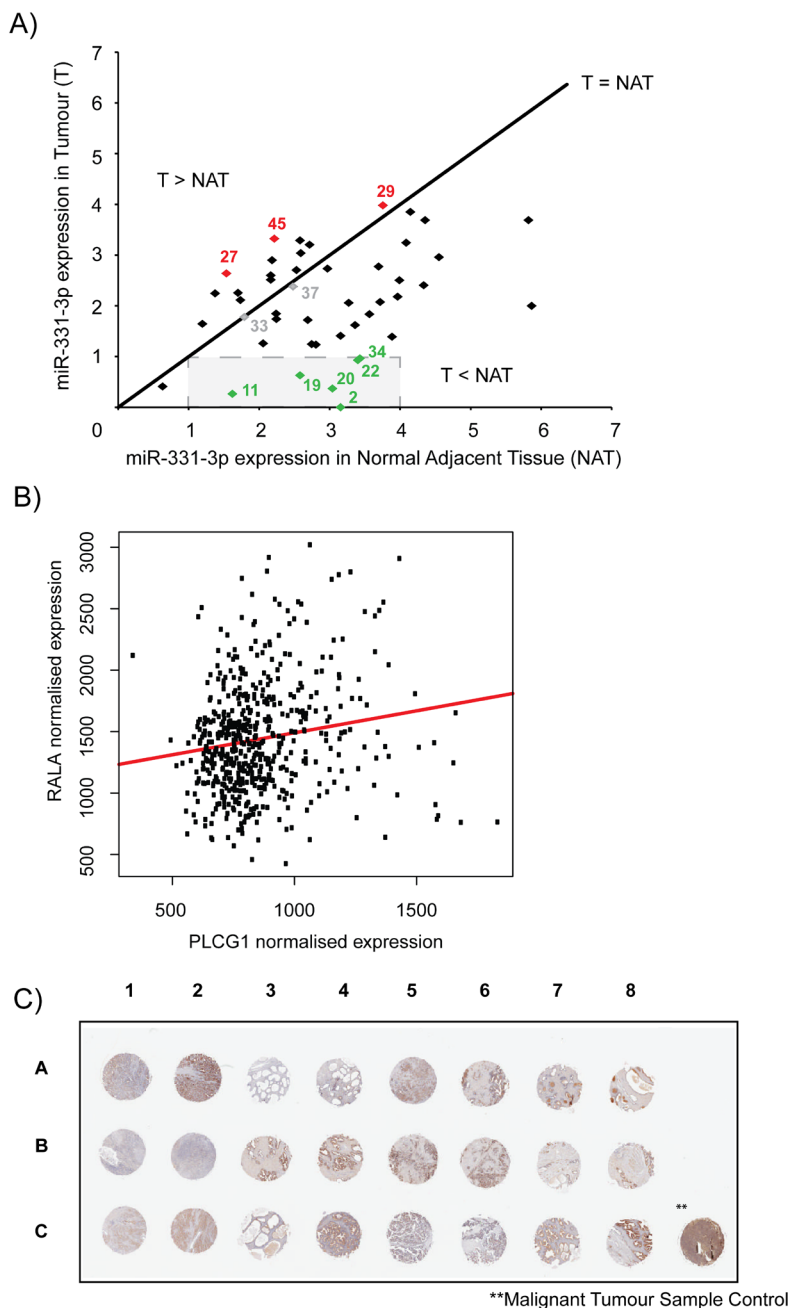 A)
miR-331-3p expression in Tumour (T)
7
6
5
4
3
2
1
0
T = NAT
T > NAT
29
45
27
37
33
34
22
20
19
11
2
T < NAT
1 2 3 4 5 6 7
miR-331-3p expression in Normal Adjacent Tissue (NAT)
B)
RALA normalised expression
3000
2500
2000
1500
1000
500
500 1000 1500
PLCG1 normalised expression
C)
1 2 3 4 5 6 7 8
A
B
C
**
**Malignant Tumour Sample Control